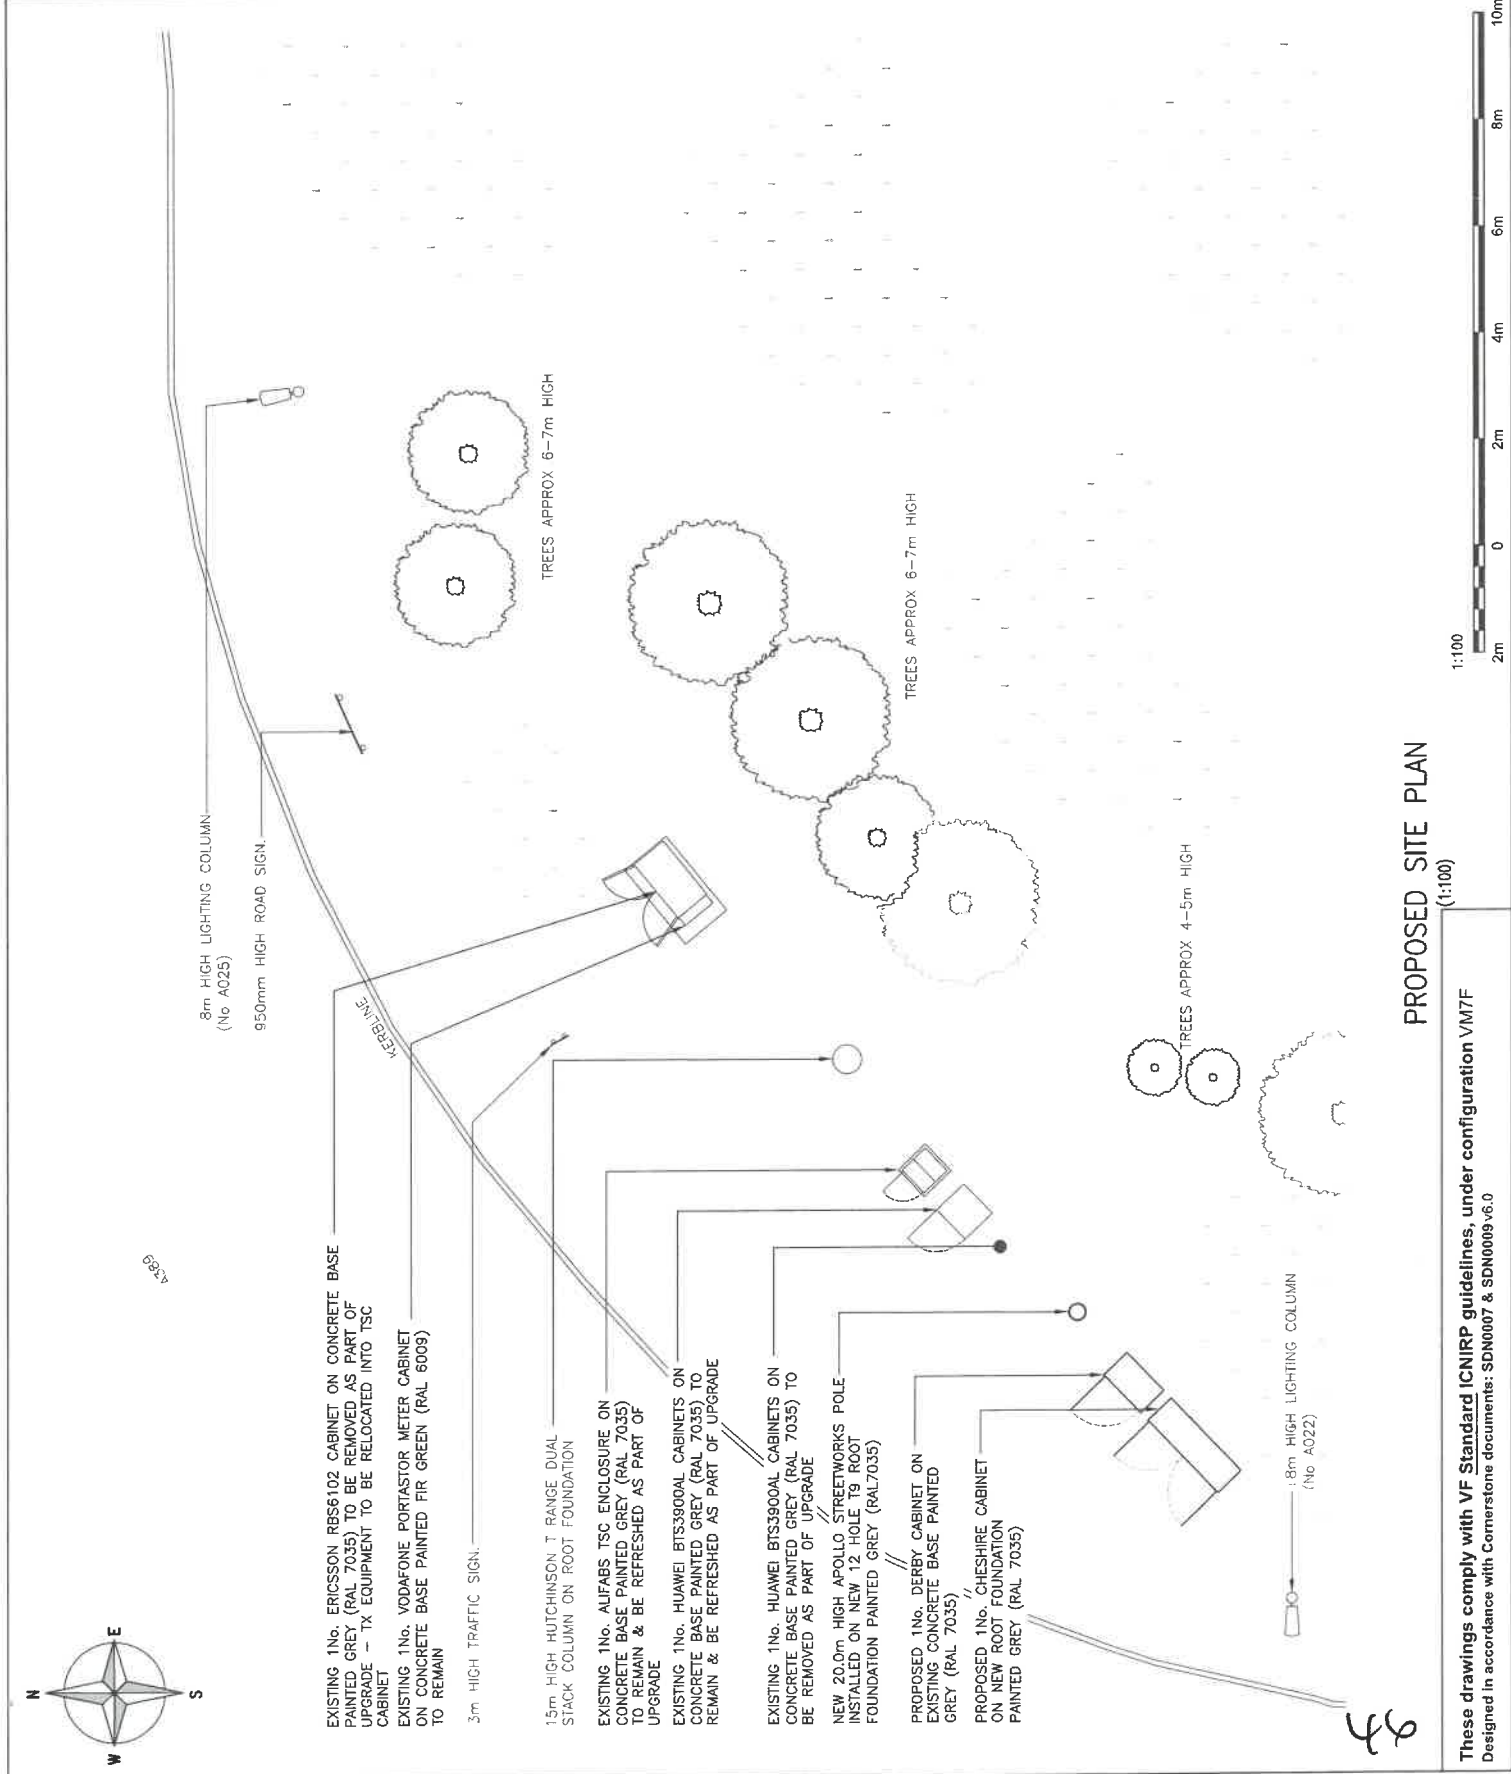 N
E
S
W
A389
8m HIGH LIGHTING COLUMN
(No A025)
950mm HIGH ROAD SIGN.
KERBLINE
EXISTING 1No. ERICSSON RBS6102 CABINET ON CONCRETE BASE
PAINTED GREY (RAL 7035) TO BE REMOVED AS PART OF
UPGRADE – TX EQUIPMENT TO BE RELOCATED INTO TSC
CABINET
EXISTING 1No. VODAFONE PORTASTOR METER CABINET
ON CONCRETE BASE PAINTED FIR GREEN (RAL 6009)
TO REMAIN
3m HIGH TRAFFIC SIGN.
15m HIGH HUTCHINSON T RANGE DUAL
STACK COLUMN ON ROOT FOUNDATION
EXISTING 1No. ALIFABS TSC ENCLOSURE ON
CONCRETE BASE PAINTED GREY (RAL 7035)
TO REMAIN & BE REFRESHED AS PART OF
UPGRADE
EXISTING 1No. HUAWEI BTS3900AL CABINETS ON
CONCRETE BASE PAINTED GREY (RAL 7035) TO
REMAIN & BE REFRESHED AS PART OF UPGRADE
EXISTING 1No. HUAWEI BTS3900AL CABINETS ON
CONCRETE BASE PAINTED GREY (RAL 7035) TO
BE REMOVED AS PART OF UPGRADE
NEW 20.0m HIGH APOLLO STREETWORKS POLE
INSTALLED ON NEW 12 HOLE T9 ROOT
FOUNDATION PAINTED GREY (RAL7035)
PROPOSED 1No. DERBY CABINET ON
EXISTING CONCRETE BASE PAINTED
GREY (RAL 7035)
PROPOSED 1No. CHESHIRE CABINET
ON NEW ROOT FOUNDATION
PAINTED GREY (RAL 7035)
TREES APPROX 6–7m HIGH
TREES APPROX 6–7m HIGH
TREES APPROX 4–5m HIGH
8m HIGH LIGHTING COLUMN
(No A022)
PROPOSED SITE PLAN
(1:100)
1:100
2m 0 2m 4m 6m 8m 10m
46
These drawings comply with VF Standard ICNIRP guidelines, under configuration VM7F
Designed in accordance with Cornerstone documents: SDN0007 & SDN0009 v6.0